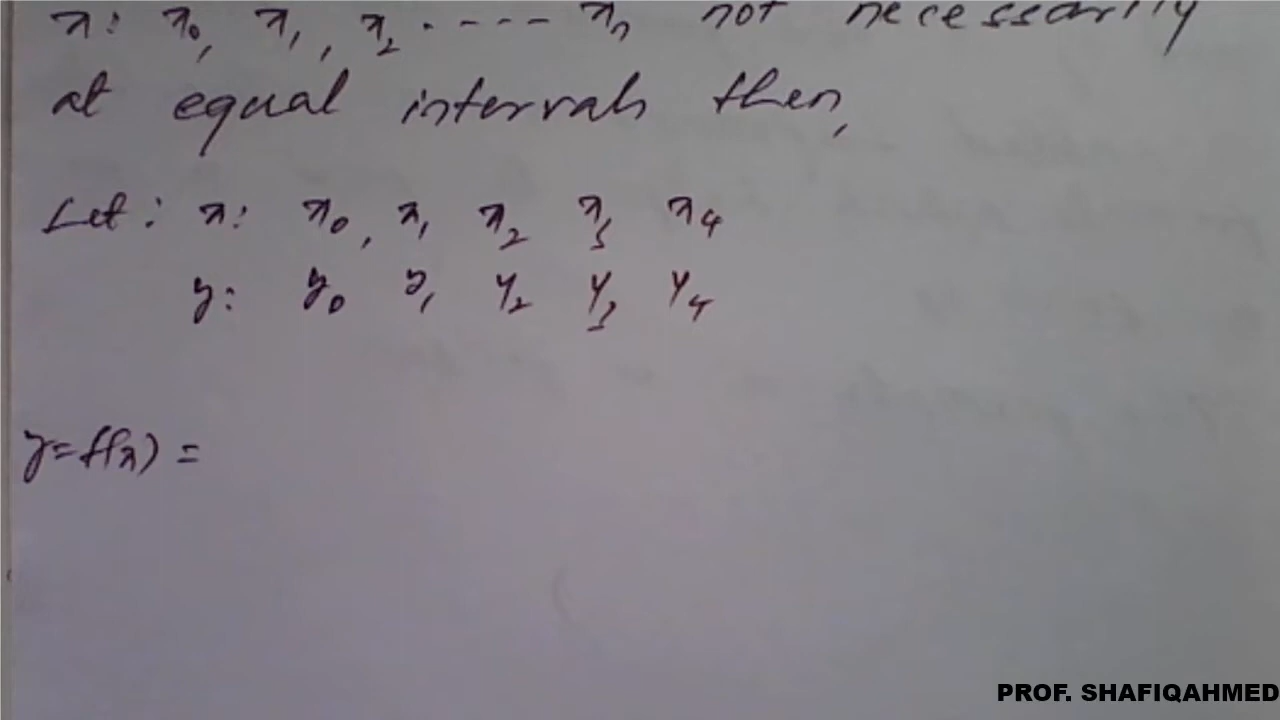 x: x₀, x₁, x₂ ----- xₙ not necessarily
at equal intervals then,
Let: x: x₀, x₁ x₂ x₃ x₄
y: y₀ y₁ y₂ y₃ y₄
y=f(x) =
PROF. SHAFIQAHMED